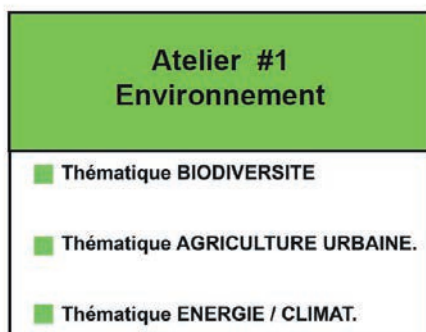 Atelier #1
Environnement
Thématique BIODIVERSITE
Thématique AGRICULTURE URBAINE.
Thématique ENERGIE / CLIMAT.